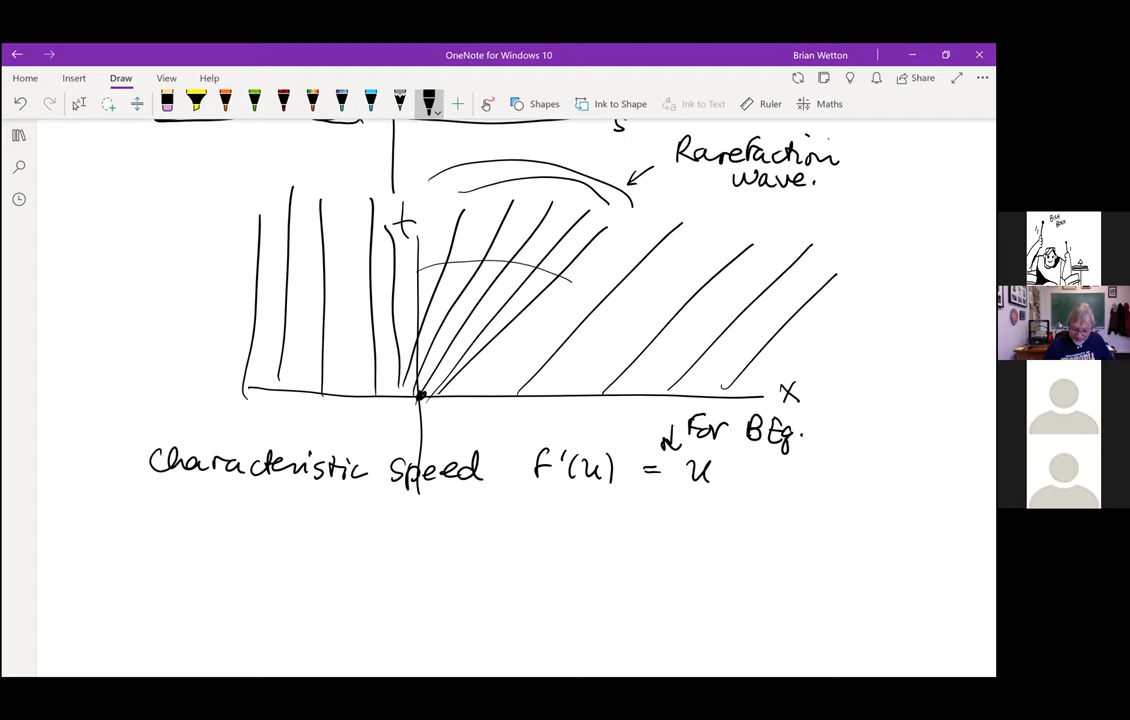 OneNote for Windows 10
Brian Wetton
Home Insert Draw View Help
Share
Shapes
Ink to Shape
Ink to Text
Ruler
Maths
Rarefaction
wave.
t
x
For B Eq.
Characteristic speed f'(u) = u